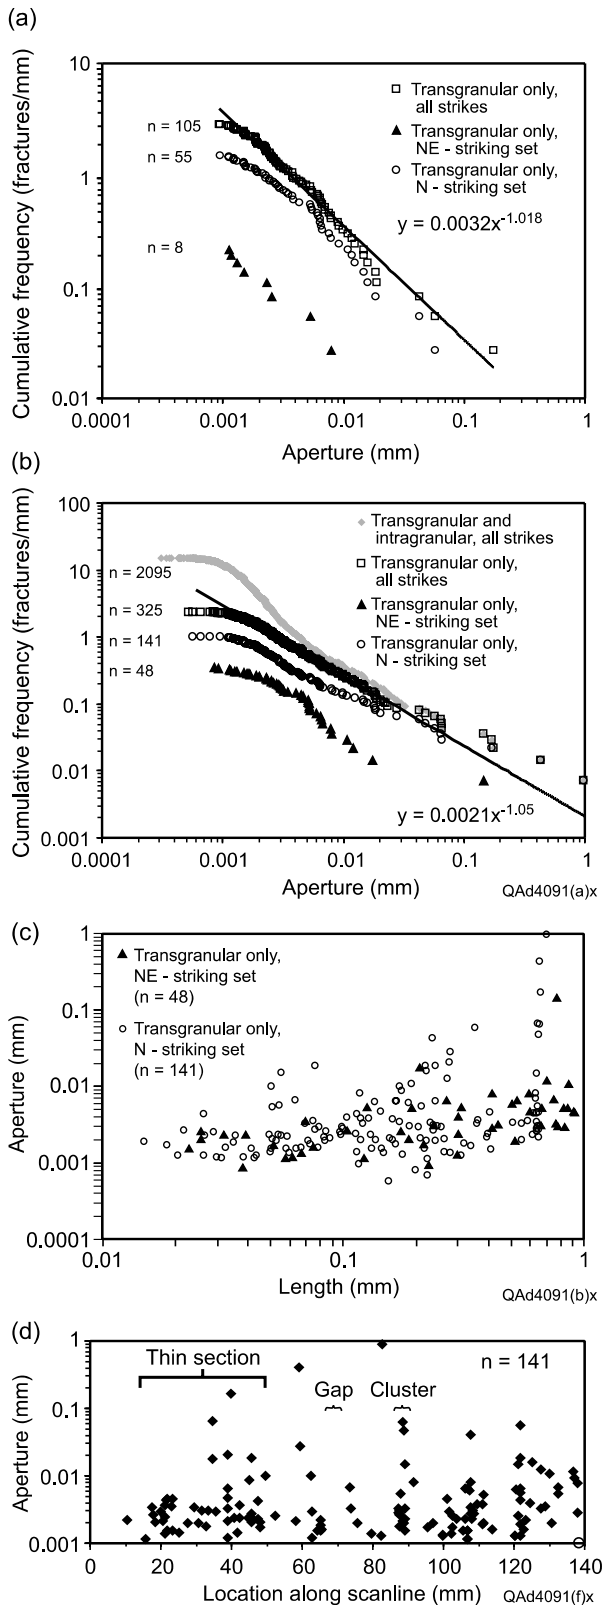 (a)
Cumulative frequency (fractures/mm)
10
1
0.1
0.01
n = 105
n = 55
n = 8
Transgranular only,
all strikes
Transgranular only,
NE - striking set
Transgranular only,
N - striking set
y = 0.0032x-1.018
0.0001 0.001 0.01 0.1 1
Aperture (mm)
(b)
Cumulative frequency (fractures/mm)
100
10
1
0.1
0.01
0.001
n = 2095
n = 325
n = 141
n = 48
Transgranular and
intragranular, all strikes
Transgranular only,
all strikes
Transgranular only,
NE - striking set
Transgranular only,
N - striking set
y = 0.0021x-1.05
0.0001 0.001 0.01 0.1 1
Aperture (mm)
QAd4091(a)x
(c)
Aperture (mm)
1
0.1
0.01
0.001
0.0001
Transgranular only,
NE - striking set
(n = 48)
Transgranular only,
N - striking set
(n = 141)
0.01 0.1 1
Length (mm)
QAd4091(b)x
(d)
Aperture (mm)
1
0.1
0.01
0.001
Thin section
Gap
Cluster
n = 141
0 20 40 60 80 100 120 140
Location along scanline (mm)
QAd4091(f)x